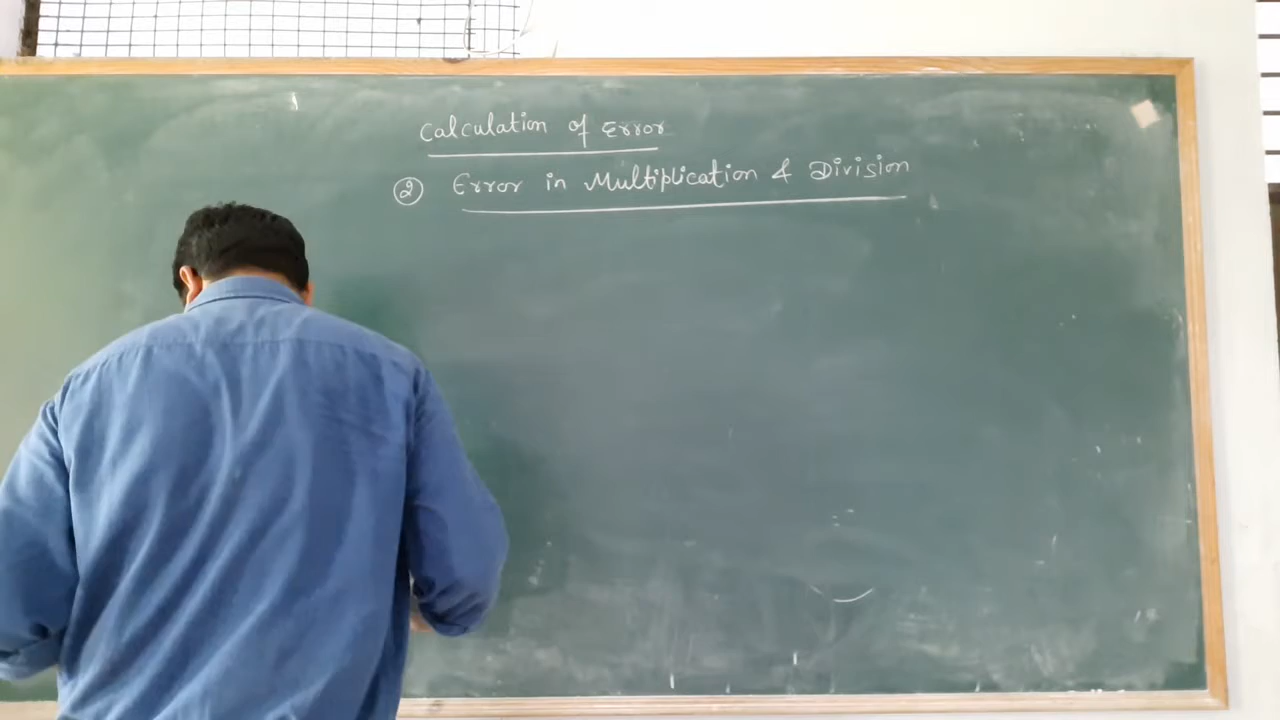 Calculation of Error
② Error in Multiplication & Division